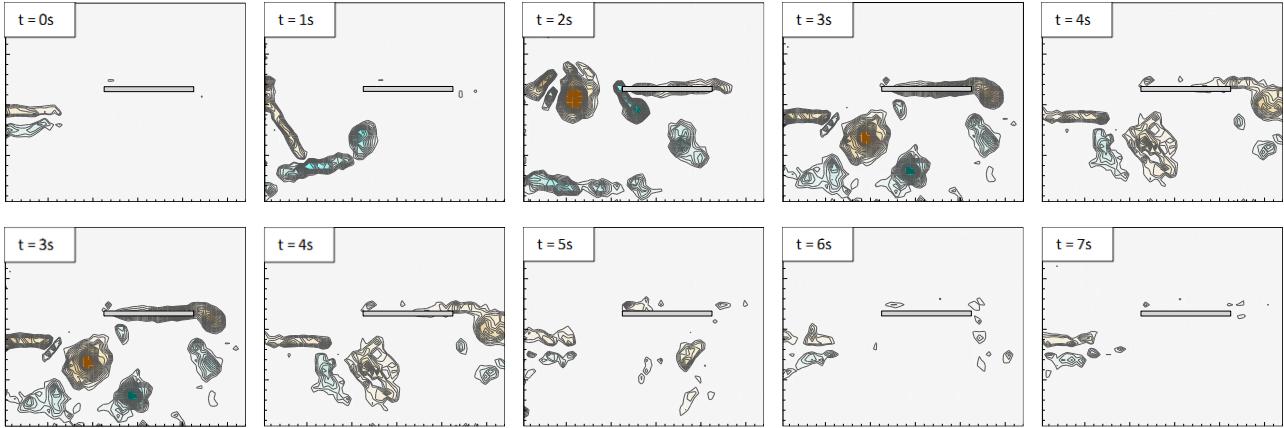 t = 0s
t = 1s
t = 2s
t = 3s
t = 4s
t = 3s
t = 4s
t = 5s
t = 6s
t = 7s